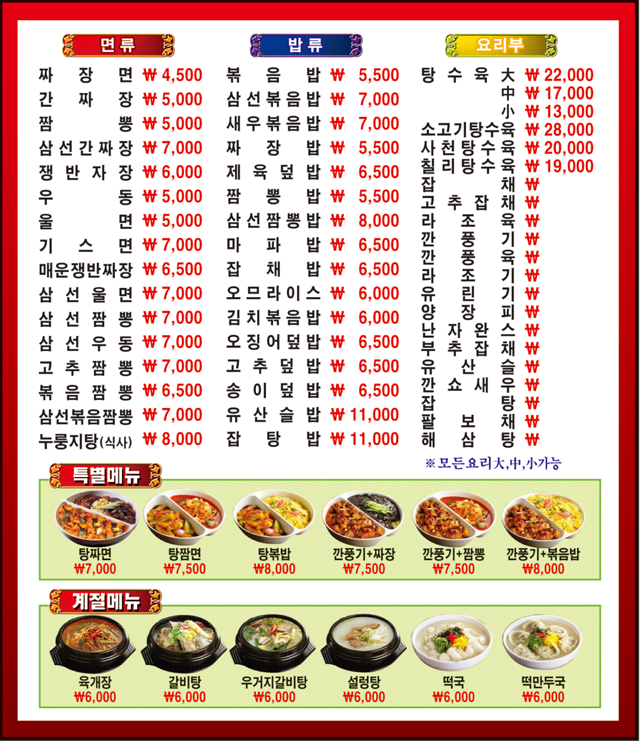 면 류
짜 장 면 ₩ 4,500
간 짜 장 ₩ 5,000
짬 뽕 ₩ 5,000
삼선간짜장 ₩ 7,000
쟁반자장 ₩ 6,000
우 동 ₩ 5,000
울 면 ₩ 5,000
기 스 면 ₩ 7,000
매운쟁반짜장 ₩ 6,500
삼 선 울 면 ₩ 7,000
삼 선 짬 뽕 ₩ 7,000
삼 선 우 동 ₩ 7,000
고 추 짬 뽕 ₩ 7,000
볶 음 짬 뽕 ₩ 6,500
삼선볶음짬뽕 ₩ 7,000
누룽지탕(식사) ₩ 8,000
밥 류
볶 음 밥 ₩ 5,500
삼선볶음밥 ₩ 7,000
새우볶음밥 ₩ 7,000
짜 장 밥 ₩ 5,500
제 육 덮 밥 ₩ 6,500
짬 뽕 밥 ₩ 5,500
삼선짬뽕밥 ₩ 8,000
마 파 밥 ₩ 6,500
잡 채 밥 ₩ 6,500
오므라이스 ₩ 6,000
김치볶음밥 ₩ 6,000
오징어덮밥 ₩ 6,500
고 추 덮 밥 ₩ 6,500
송 이 덮 밥 ₩ 6,500
유 산 슬 밥 ₩ 11,000
잡 탕 밥 ₩ 11,000
요리부
탕 수 육 大 ₩ 22,000
中 ₩ 17,000
小 ₩ 13,000
소고기탕수육 ₩ 28,000
사천탕수육 ₩ 20,000
칠리탕수육 ₩ 19,000
잡 채 ₩
고 추 잡 채 ₩
라 조 육 ₩
깐 풍 기 ₩
깐 풍 육 ₩
라 조 기 ₩
유 린 기 ₩
양 장 피 ₩
난 자 완 스 ₩
부 추 잡 채 ₩
유 산 슬 ₩
깐 쇼 새 우 ₩
잡 탕 ₩
팔 보 채 ₩
해 삼 탕 ₩
※모든요리大,中,小가능
특별메뉴
탕짜면 탕짬면 탕볶밥 깐풍기+짜장 깐풍기+짬뽕 깐풍기+볶음밥
₩7,000 ₩7,500 ₩8,000 ₩7,500 ₩7,500 ₩8,000
계절메뉴
육개장 갈비탕 우거지갈비탕 설렁탕 떡국 떡만두국
₩6,000 ₩6,000 ₩6,000 ₩6,000 ₩6,000 ₩6,000